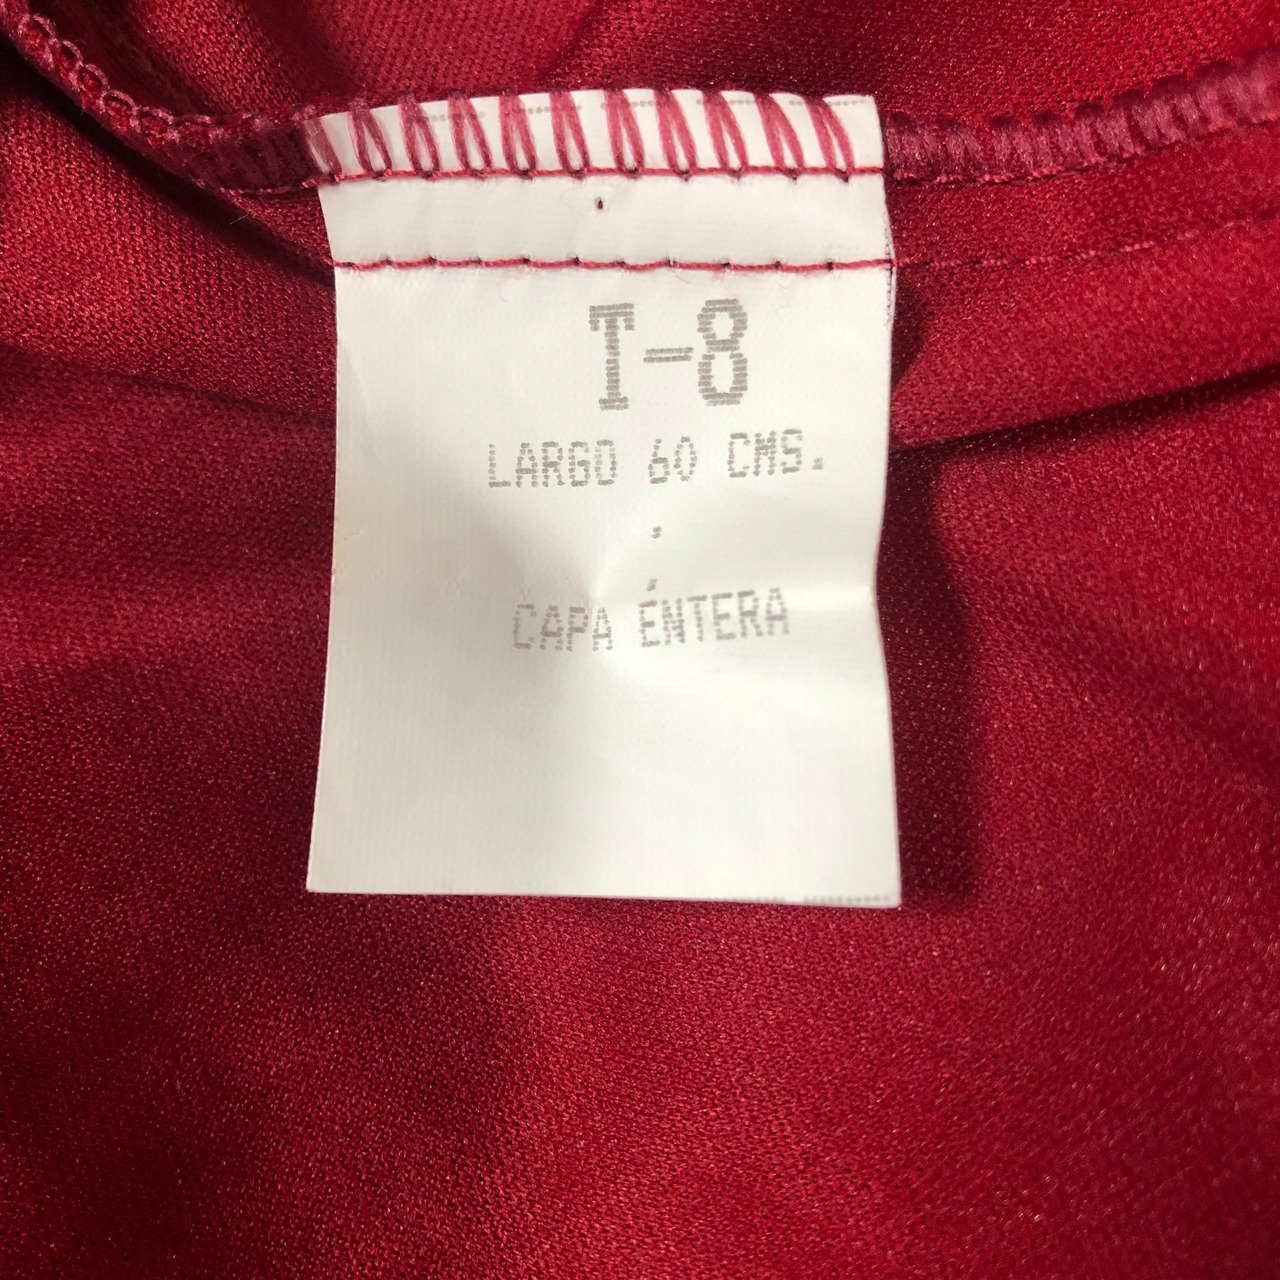 T-8
LARGO 60 CMS.
.
CAPA ÉNTERA